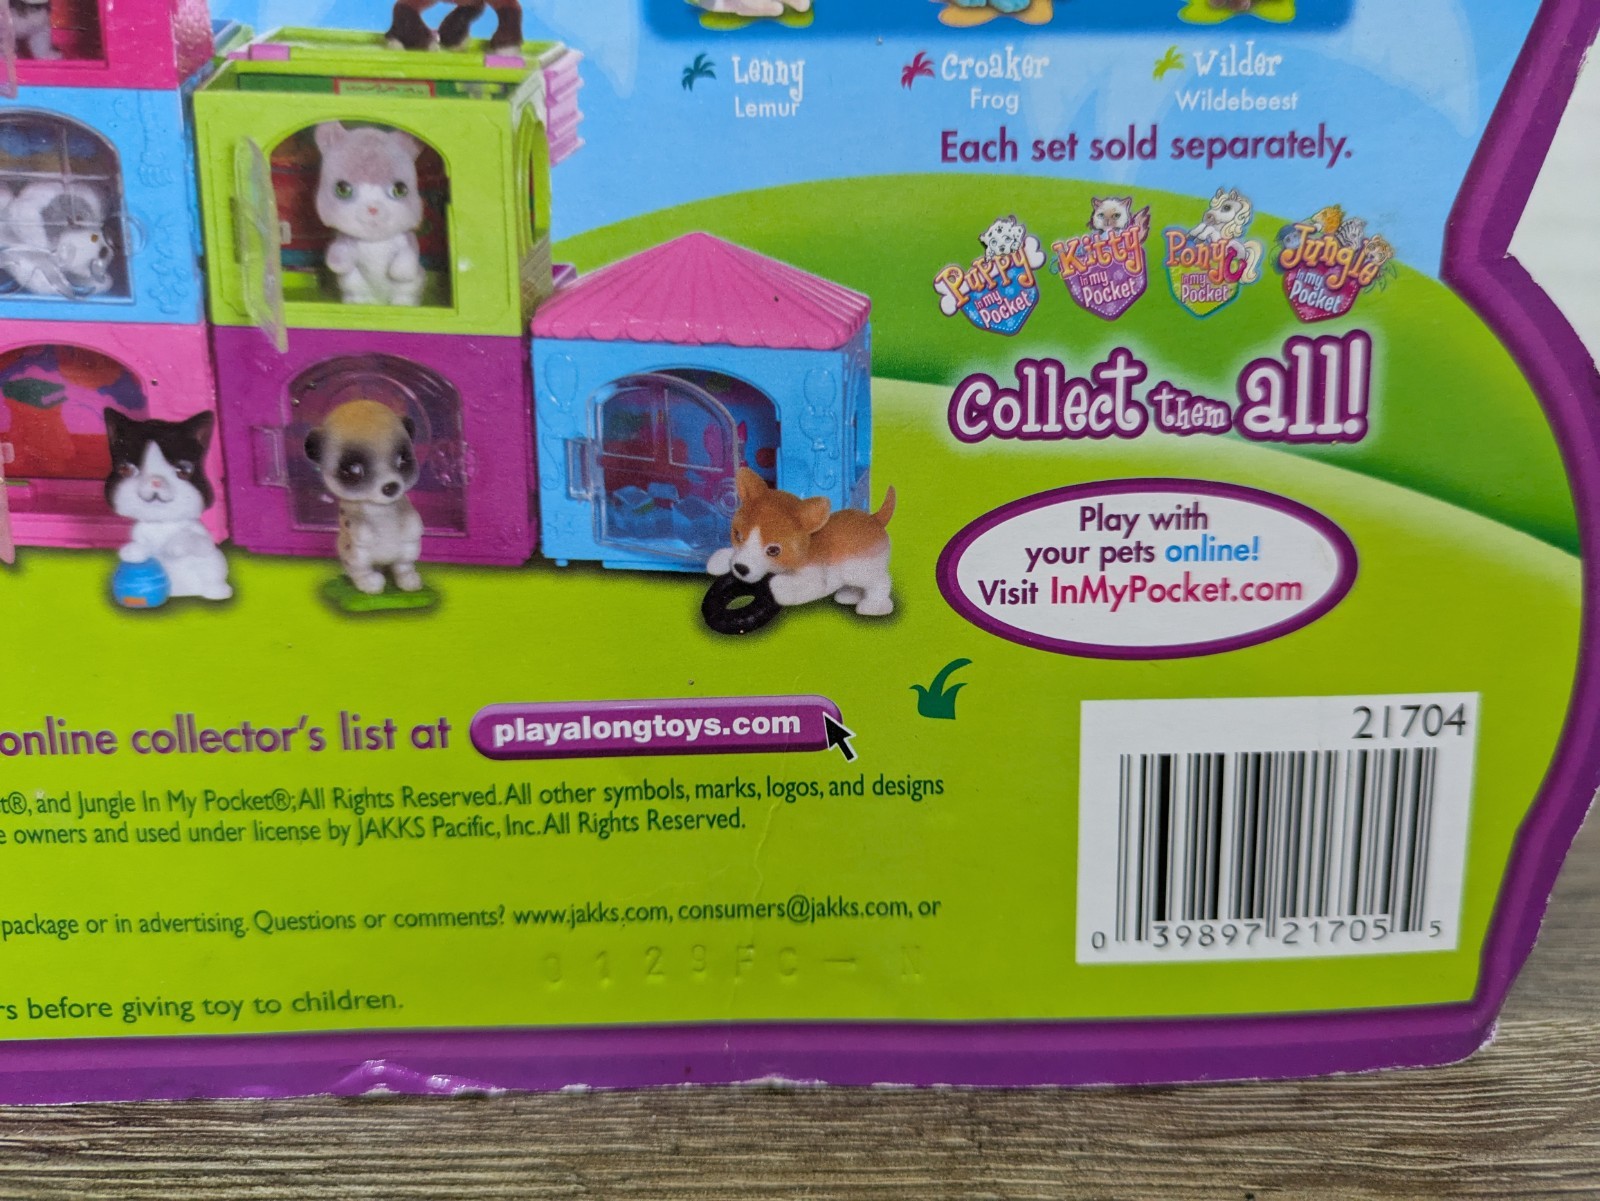 Lenny
Lemur
Croaker
Frog
Wilder
Wildebeest
Each set sold separately.
Puppy in my Pocket
Kitty in my Pocket
Pony in my Pocket
Jungle in my Pocket
Collect them all!
Play with
your pets online!
Visit InMyPocket.com
online collector's list at playalongtoys.com
t®, and Jungle In My Pocket®; All Rights Reserved. All other symbols, marks, logos, and designs
e owners and used under license by JAKKS Pacific, Inc. All Rights Reserved.
package or in advertising. Questions or comments? www.jakks.com, consumers@jakks.com, or
0129FC-N
rs before giving toy to children.
21704
0 39897 21705 5